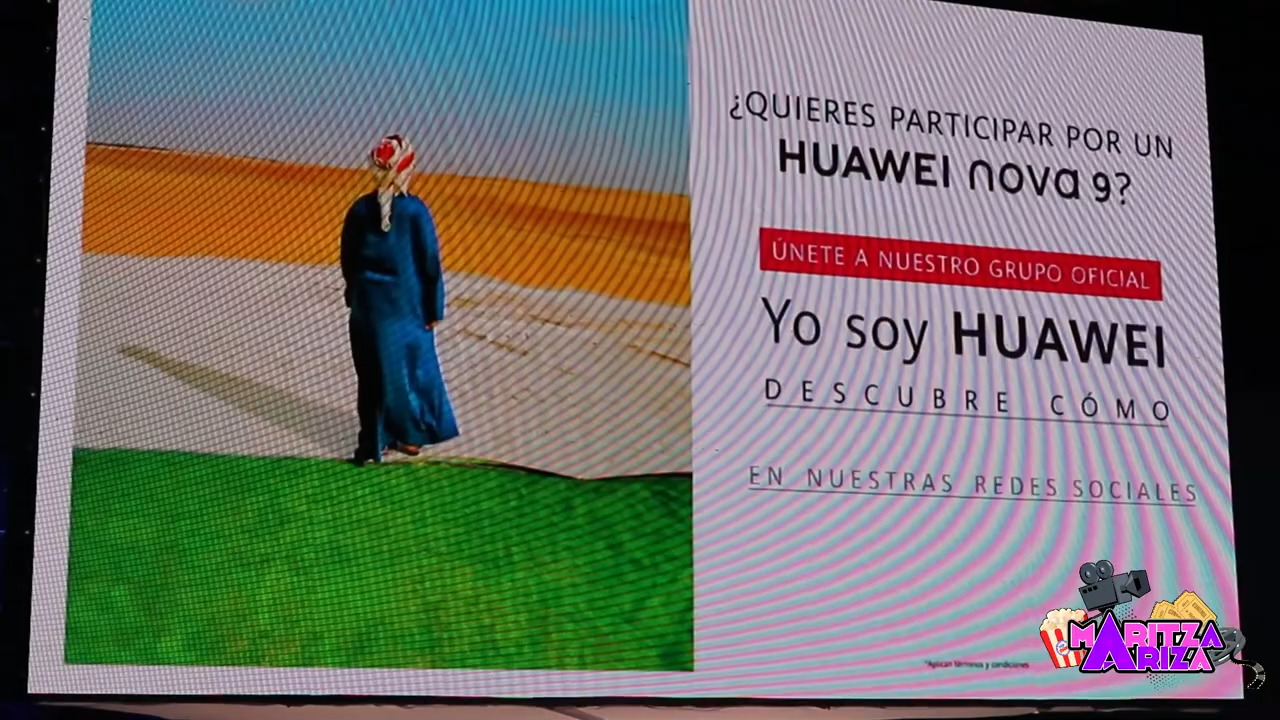 ¿QUIERES PARTICIPAR POR UN
HUAWEI nova 9?
ÚNETE A NUESTRO GRUPO OFICIAL
Yo soy HUAWEI
DESCUBRE CÓMO
EN NUESTRAS REDES SOCIALES
*Aplican términos y condiciones
MARITZA
ARIZA